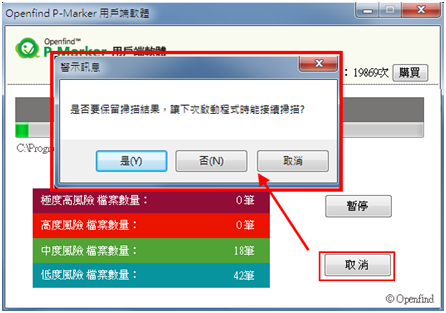 Openfind P-Marker 用戶端軟體
Openfind™
P-Marker 用戶端軟體
：19869次 購買
警示訊息
是否要保留掃描結果，讓下次啟動程式時能接續掃描?
是(Y) 否(N) 取消
C:\Progra
極度高風險 檔案數量： 0筆
高度風險 檔案數量： 0筆
中度風險 檔案數量： 18筆
低度風險 檔案數量： 42筆
暫停
取消
© Openfind